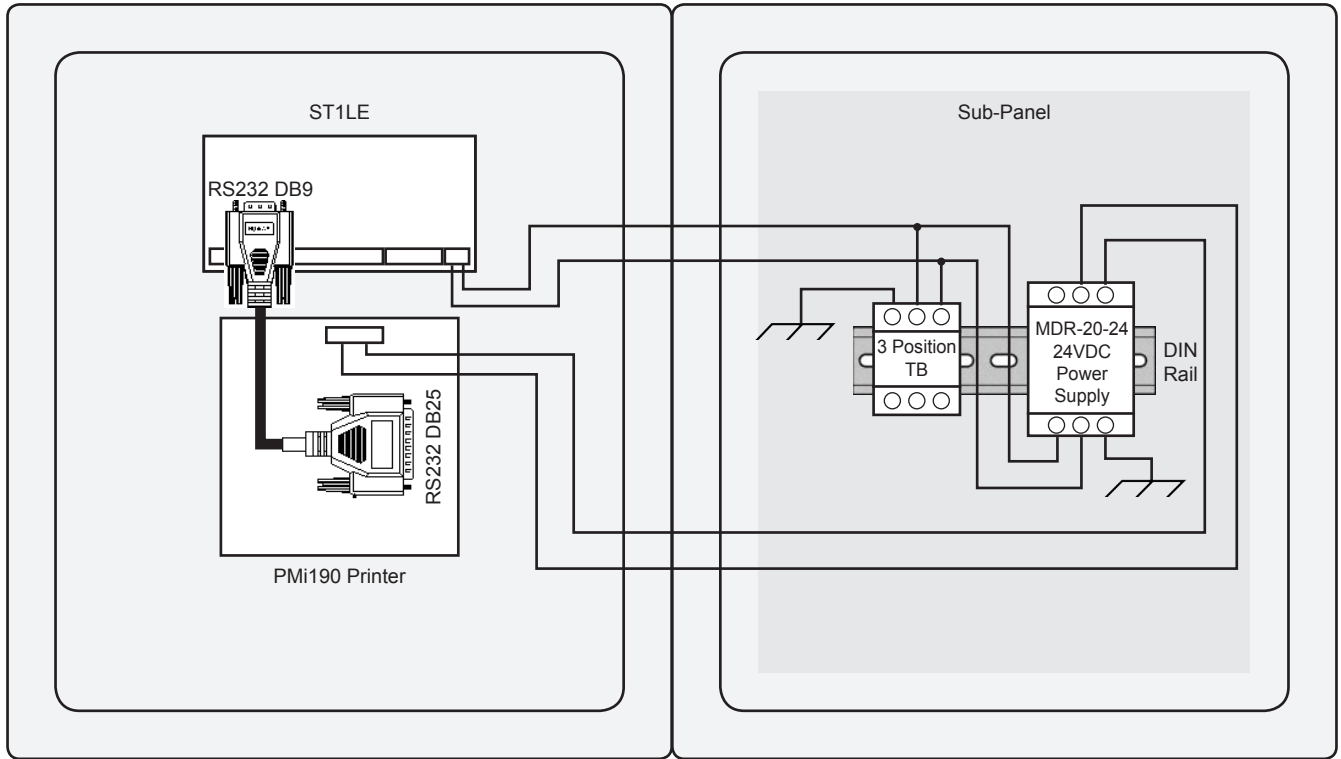 ST1LE
RS232 DB9
RS232 DB25
PMi190 Printer
Sub-Panel
3 Position
TB
MDR-20-24
24VDC
Power
Supply
DIN
Rail